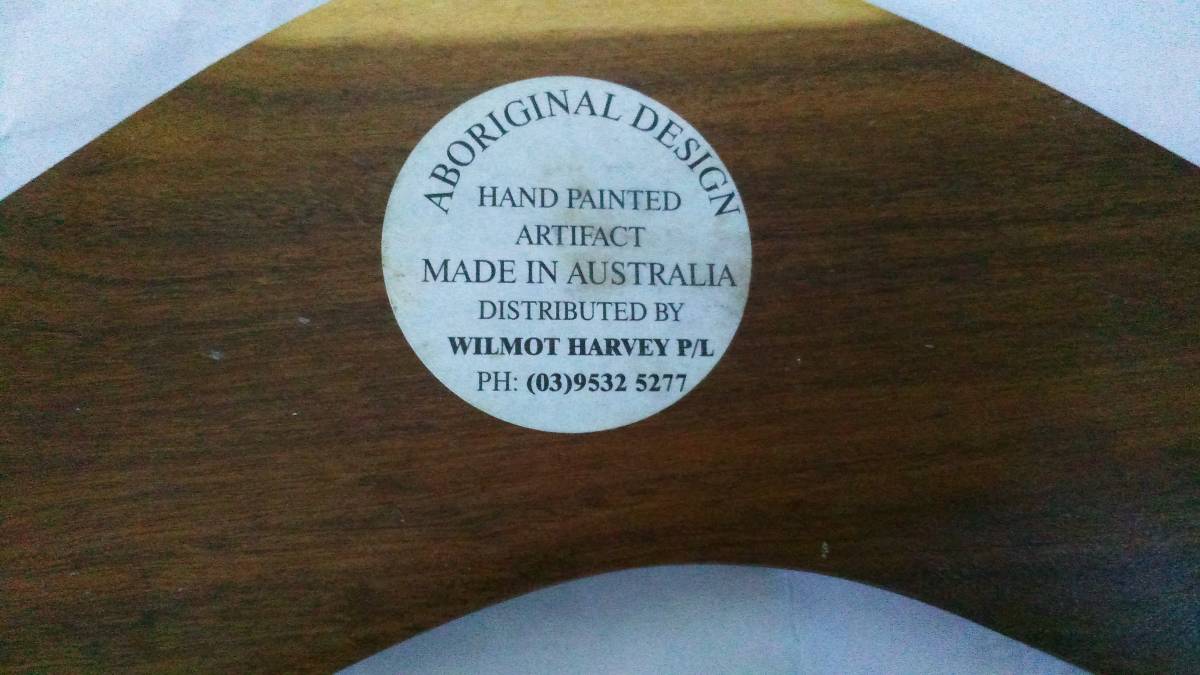 ABORIGINAL DESIGN
HAND PAINTED
ARTIFACT
MADE IN AUSTRALIA
DISTRIBUTED BY
WILMOT HARVEY P/L
PH: (03)9532 5277